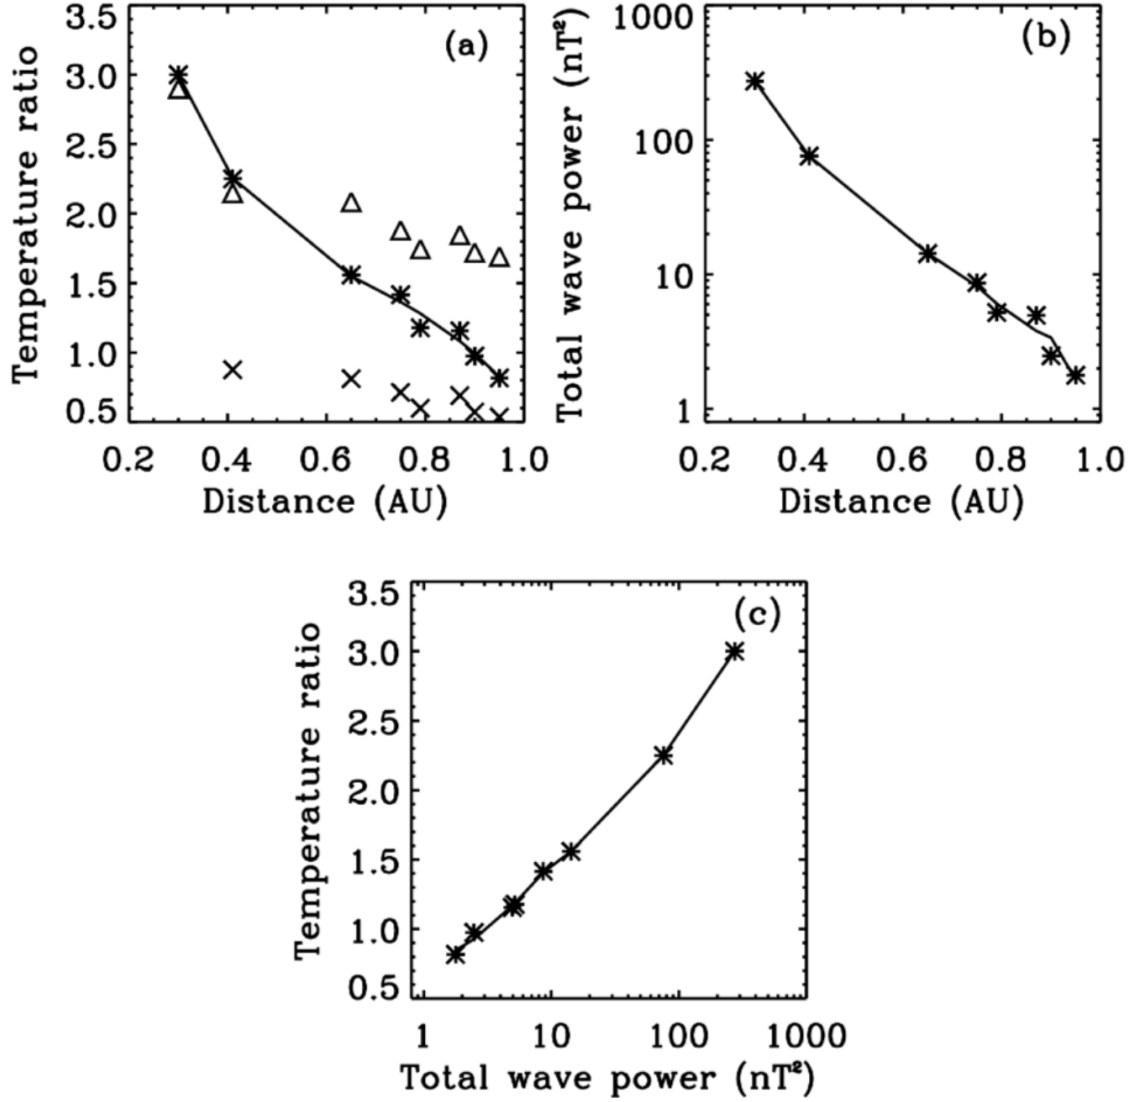 (a)
Temperature ratio
3.5
3.0
2.5
2.0
1.5
1.0
0.5
0.2 0.4 0.6 0.8 1.0
Distance (AU)
(b)
Total wave power (nT²)
1000
100
10
1
0.2 0.4 0.6 0.8 1.0
Distance (AU)
(c)
Temperature ratio
3.5
3.0
2.5
2.0
1.5
1.0
0.5
1 10 100 1000
Total wave power (nT²)